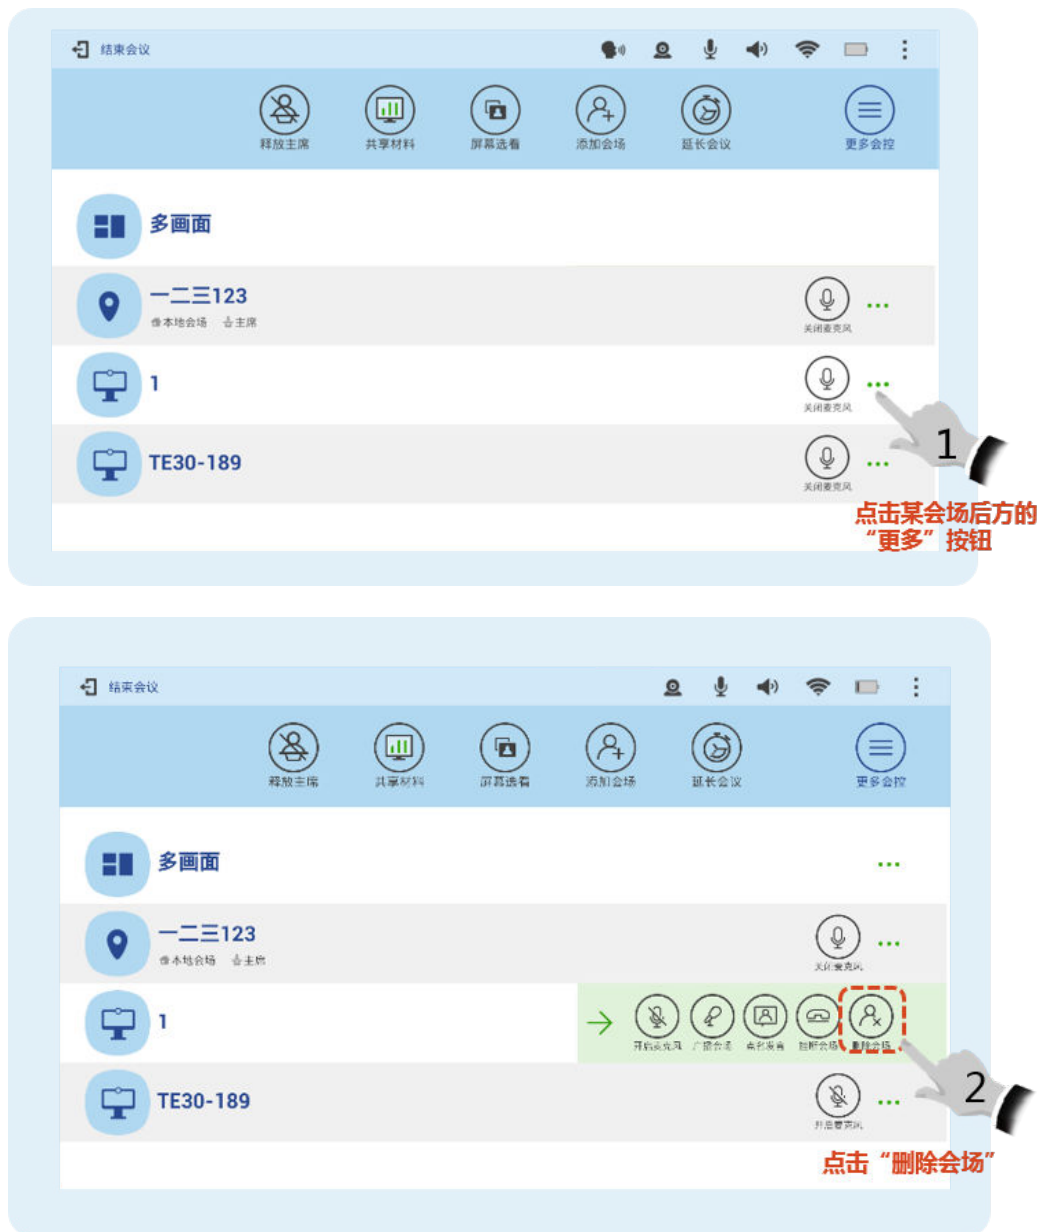 结束会议
释放主席
共享材料
屏幕选看
添加会场
延长会议
更多会控
多画面
一二三123
本地会场 主席
关闭麦克风
1
关闭麦克风
TE30-189
关闭麦克风
1
点击某会场后方的
“更多”按钮
结束会议
释放主席
共享材料
屏幕选看
添加会场
延长会议
更多会控
多画面
一二三123
本地会场 主席
关闭麦克风
1
开启麦克风
广播会场
点名发言
挂断会场
删除会场
TE30-189
开启麦克风
2
点击“删除会场”